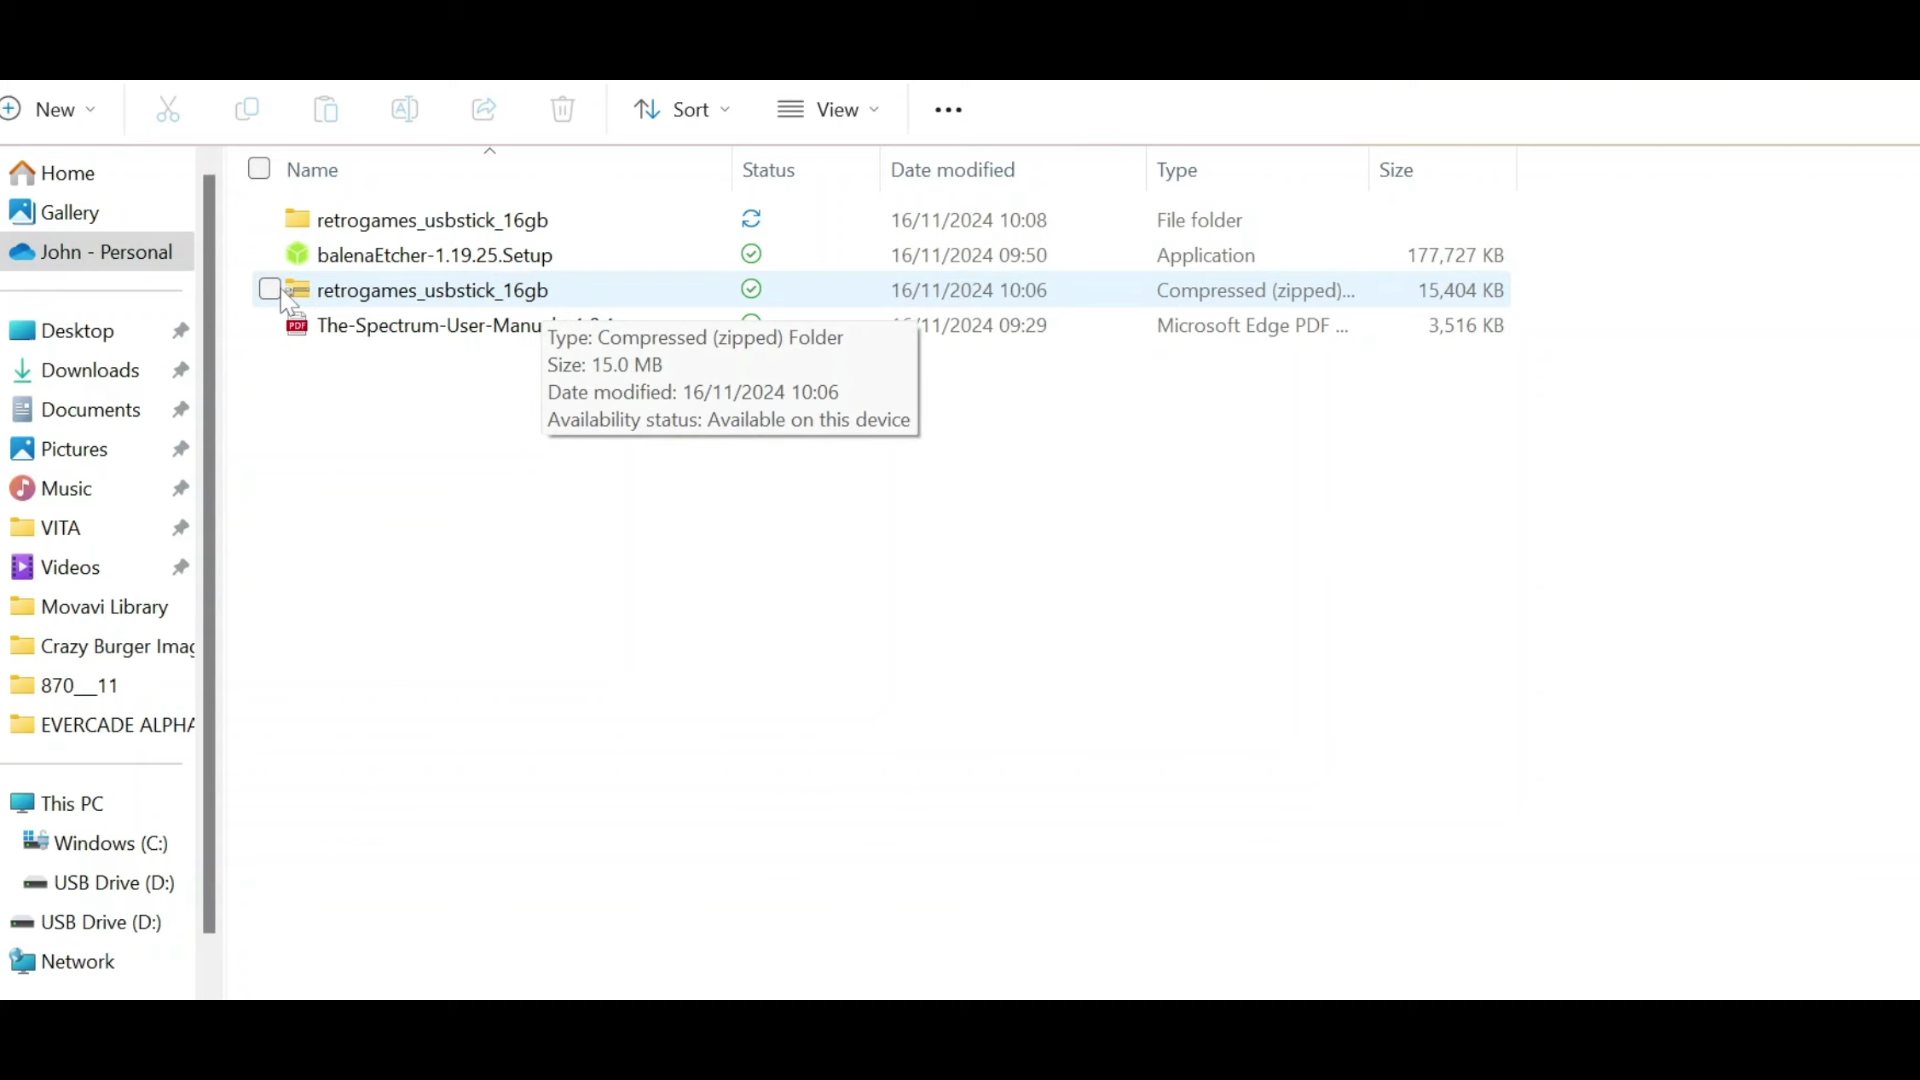 New
Sort
View
Name
Status
Date modified
Type
Size
Home
Gallery
John - Personal
Desktop
Downloads
Documents
Pictures
Music
VITA
Videos
Movavi Library
Crazy Burger Imag
870__11
EVERCADE ALPHA
This PC
Windows (C:)
USB Drive (D:)
USB Drive (D:)
Network
retrogames_usbstick_16gb 16/11/2024 10:08 File folder
balenaEtcher-1.19.25.Setup 16/11/2024 09:50 Application 177,727 KB
retrogames_usbstick_16gb 16/11/2024 10:06 Compressed (zipped)... 15,404 KB
The-Spectrum-User-Manu 11/2024 09:29 Microsoft Edge PDF ... 3,516 KB
PDF
Type: Compressed (zipped) Folder
Size: 15.0 MB
Date modified: 16/11/2024 10:06
Availability status: Available on this device